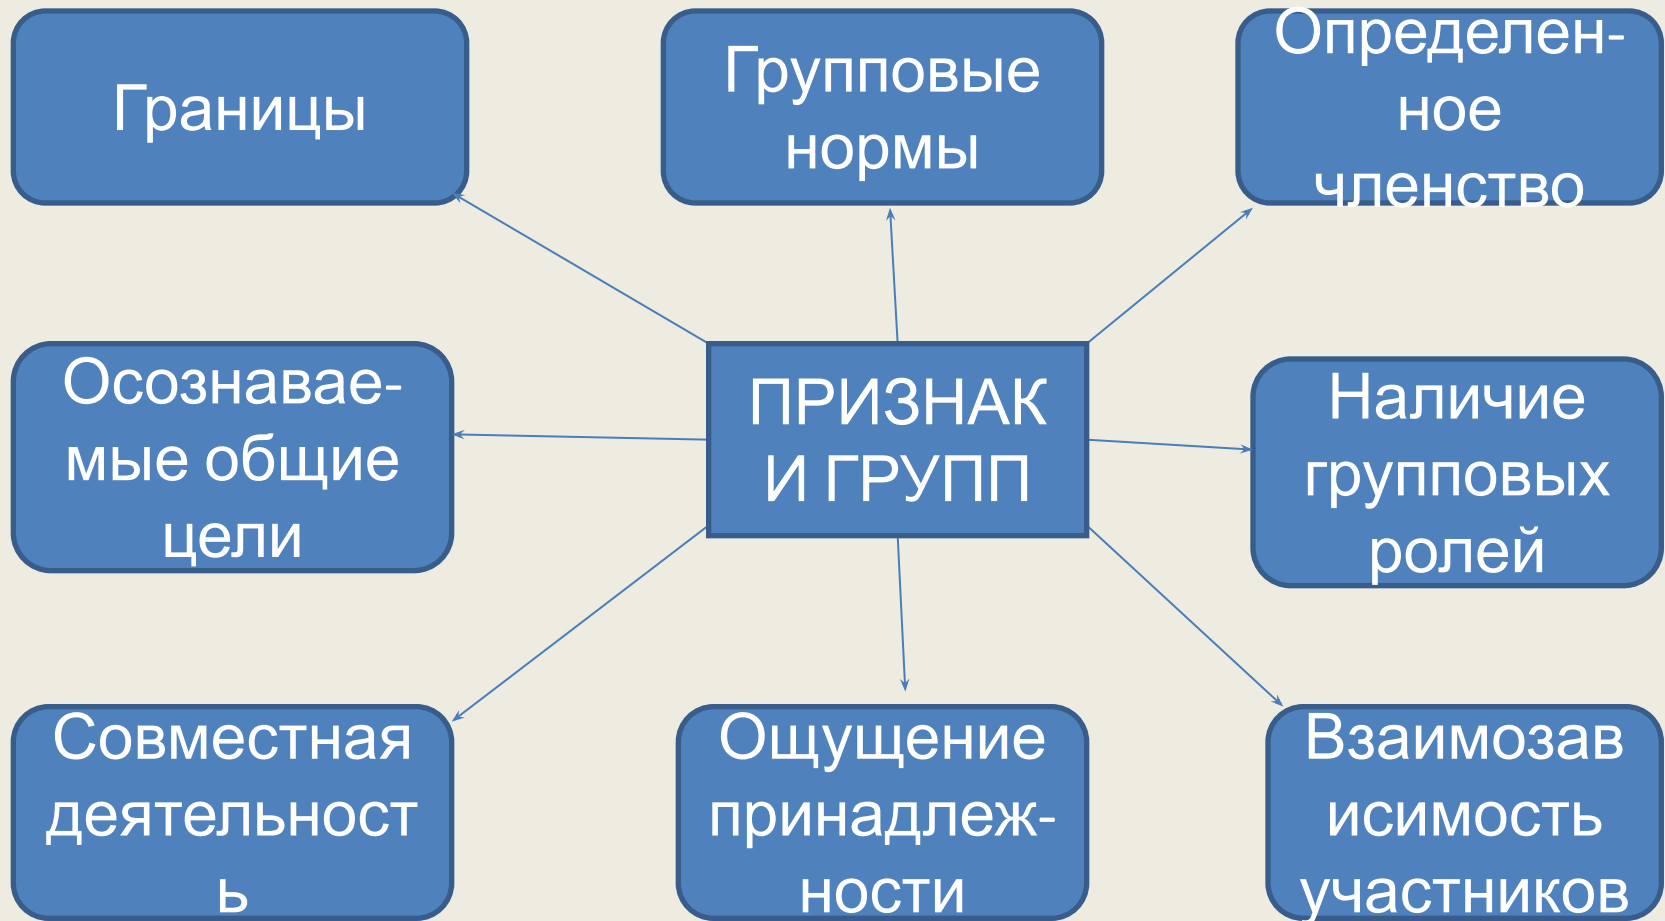 Границы
Групповые
нормы
Определен-
ное
членство
Осознавае-
мые общие
цели
ПРИЗНАК
И ГРУПП
Наличие
групповых
ролей
Совместная
деятельност
ь
Ощущение
принадлеж-
ности
Взаимозав
исимость
участников